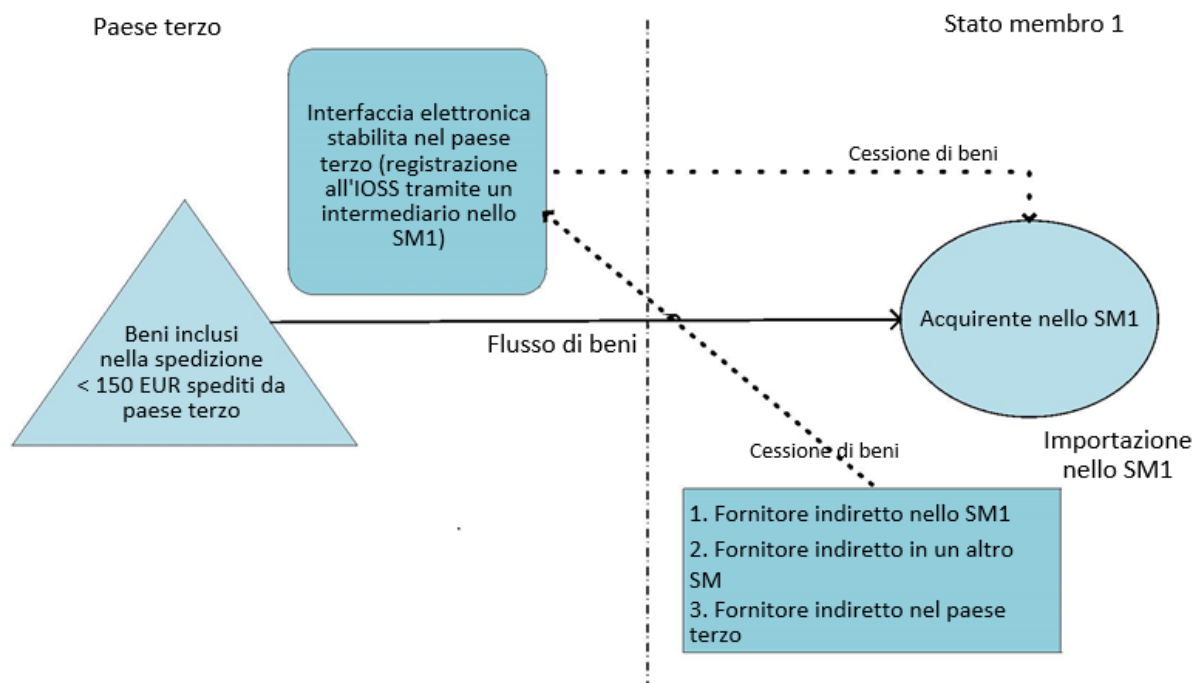 Paese terzo
Stato membro 1
Interfaccia elettronica
stabilita nel paese
terzo (registrazione
all'IOSS tramite un
intermediario nello
SM1)
Cessione di beni
Beni inclusi
nella spedizione
< 150 EUR spediti da
paese terzo
Flusso di beni
Acquirente nello SM1
Importazione
nello SM1
Cessione di beni
1. Fornitore indiretto nello SM1
2. Fornitore indiretto in un altro
SM
3. Fornitore indiretto nel paese
terzo